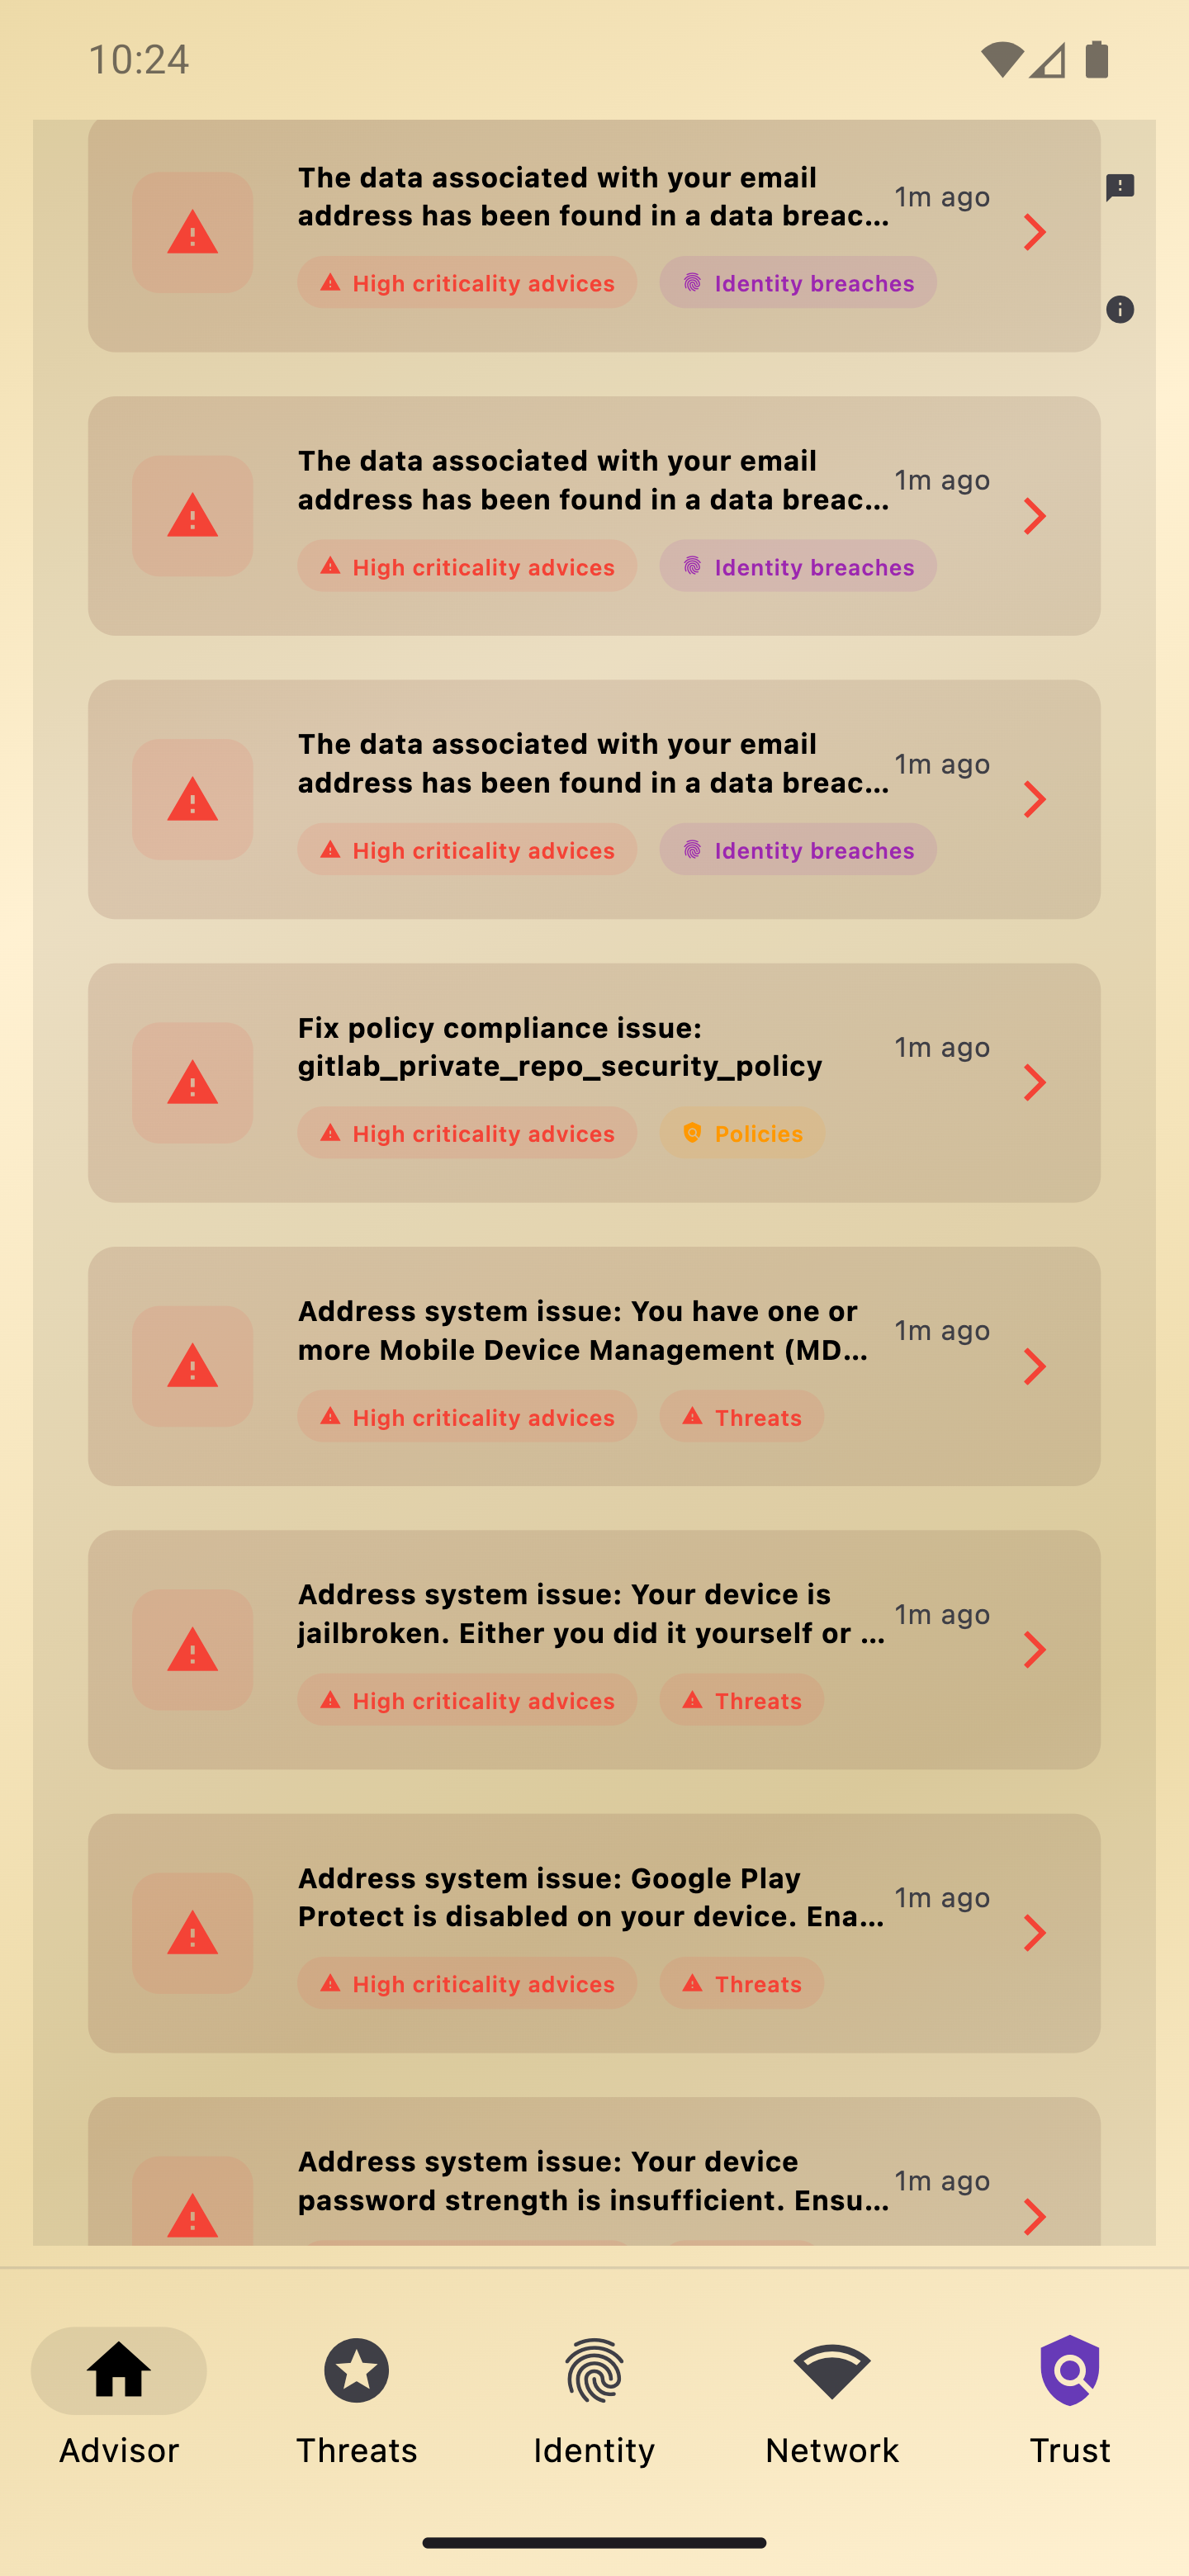 10:24
The data associated with your email
address has been found in a data breac...
1m ago
High criticality advices
Identity breaches
The data associated with your email
address has been found in a data breac...
1m ago
High criticality advices
Identity breaches
The data associated with your email
address has been found in a data breac...
1m ago
High criticality advices
Identity breaches
Fix policy compliance issue:
gitlab_private_repo_security_policy
1m ago
High criticality advices
Policies
Address system issue: You have one or
more Mobile Device Management (MD...
1m ago
High criticality advices
Threats
Address system issue: Your device is
jailbroken. Either you did it yourself or ...
1m ago
High criticality advices
Threats
Address system issue: Google Play
Protect is disabled on your device. Ena...
1m ago
High criticality advices
Threats
Address system issue: Your device
password strength is insufficient. Ensu...
1m ago
Advisor
Threats
Identity
Network
Trust